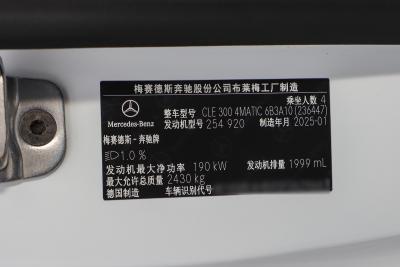 梅赛德斯奔驰股份公司布莱梅工厂制造
乘坐人数 4
Mercedes-Benz
整车型号 CLE 300 4MATIC 6B3A10 (236447)
发动机型号 254 920 制造年月 2025-01
梅赛德斯-奔驰牌
1.0 %
发动机最大净功率 190 kW 发动机排量 1999 mL
最大允许总质量 2430 kg
德国制造 车辆识别代号